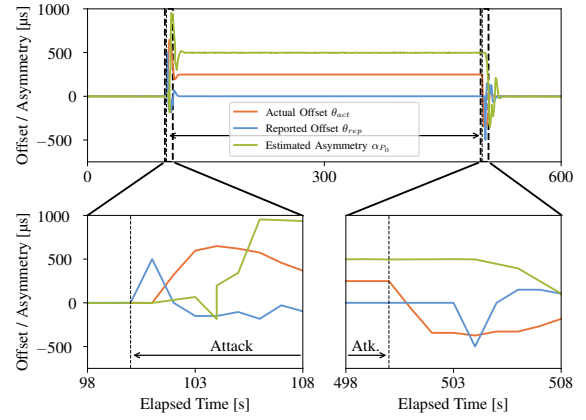 Offset / Asymmetry [µs]
1000
500
0
−500
Actual Offset θ_act
Reported Offset θ_rep
Estimated Asymmetry α_P₀
0
300
600
Offset / Asymmetry [µs]
1000
500
0
−500
Attack
98
103
108
Elapsed Time [s]
Atk.
498
503
508
Elapsed Time [s]